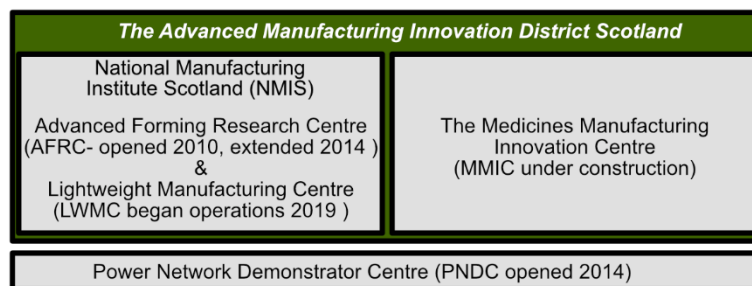 The Advanced Manufacturing Innovation District Scotland
National Manufacturing
Institute Scotland (NMIS)
Advanced Forming Research Centre
(AFRC- opened 2010, extended 2014 )
&
Lightweight Manufacturing Centre
(LWMC began operations 2019 )
The Medicines Manufacturing
Innovation Centre
(MMIC under construction)
Power Network Demonstrator Centre (PNDC opened 2014)